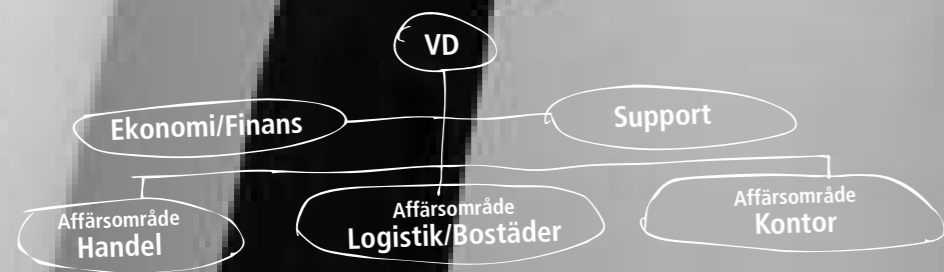 VD
Ekonomi/Finans
Support
Affärsområde
Handel
Affärsområde
Logistik/Bostäder
Affärsområde
Kontor